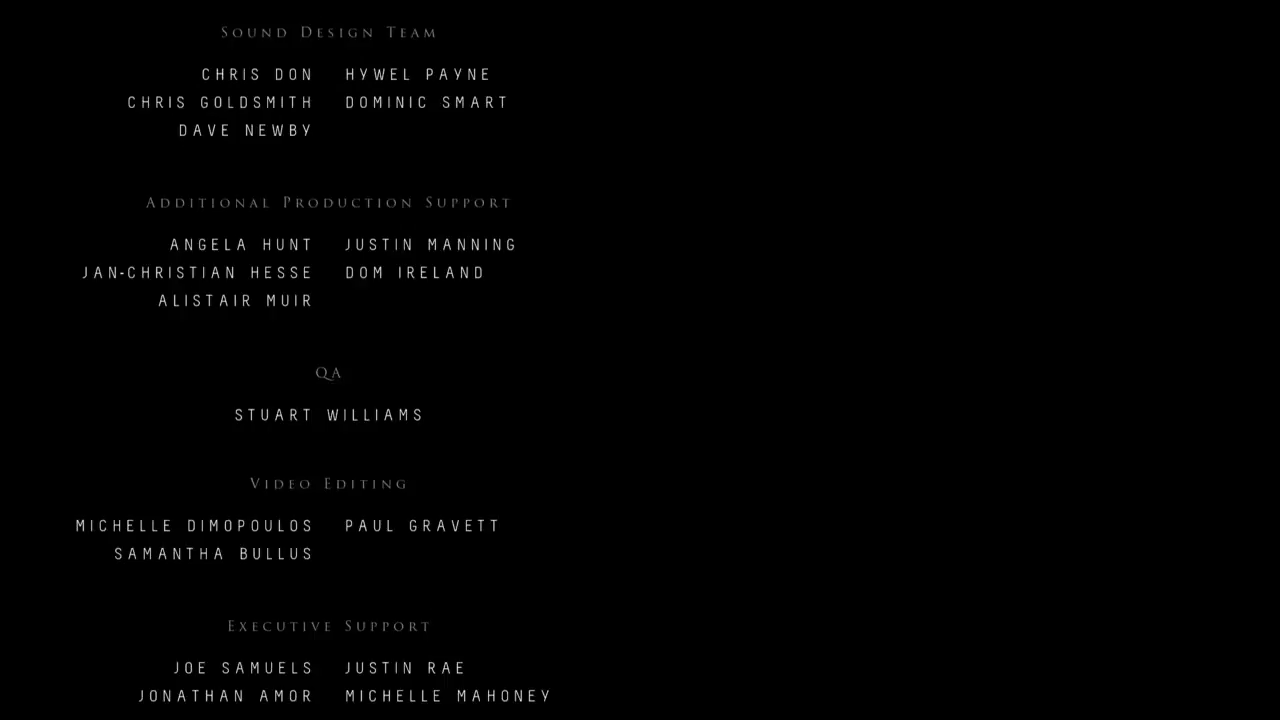 Sound Design Team
CHRIS DON HYWEL PAYNE
CHRIS GOLDSMITH DOMINIC SMART
DAVE NEWBY
Additional Production Support
ANGELA HUNT JUSTIN MANNING
JAN-CHRISTIAN HESSE DOM IRELAND
ALISTAIR MUIR
QA
STUART WILLIAMS
Video Editing
MICHELLE DIMOPOULOS PAUL GRAVETT
SAMANTHA BULLUS
Executive Support
JOE SAMUELS JUSTIN RAE
JONATHAN AMOR MICHELLE MAHONEY